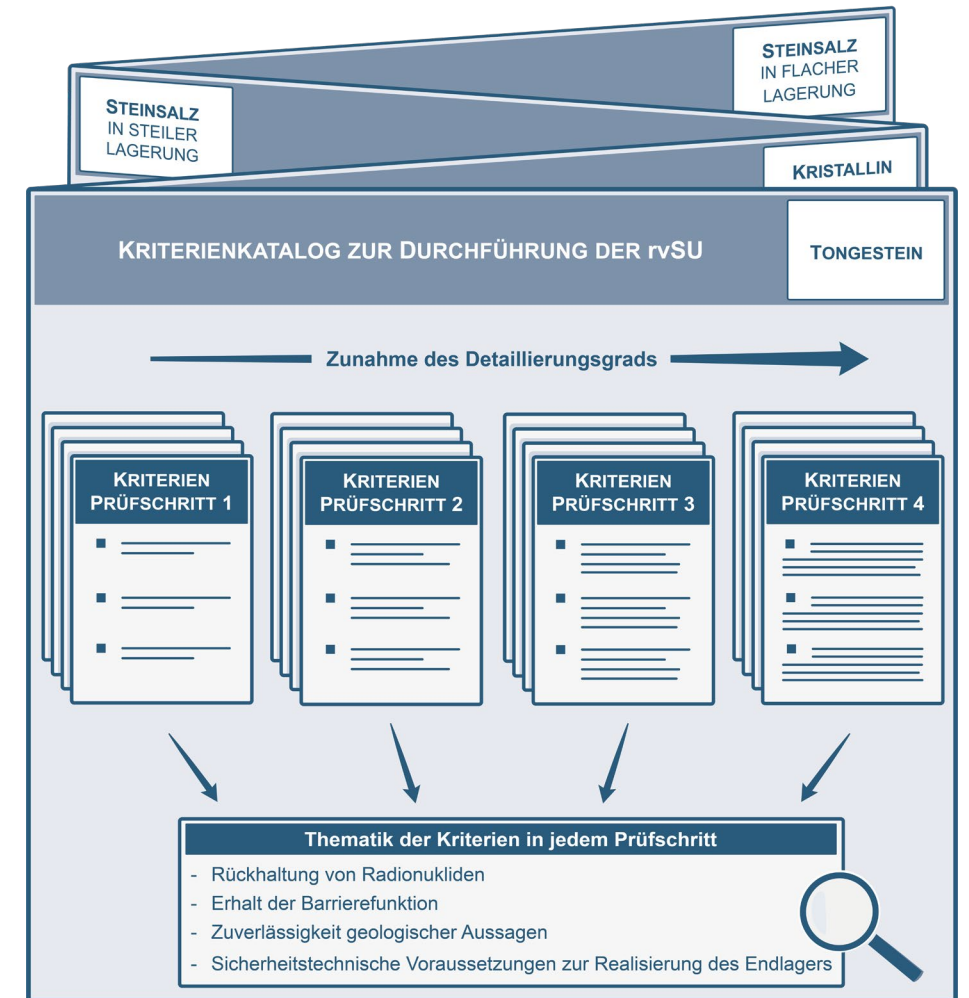 STEINSALZ
IN FLACHER
LAGERUNG
STEINSALZ
IN STEILER
LAGERUNG
KRISTALLIN
KRITERIENKATALOG ZUR DURCHFÜHRUNG DER rvSU
TONGESTEIN
Zunahme des Detaillierungsgrads
KRITERIEN
PRÜFSCHRITT 1
KRITERIEN
PRÜFSCHRITT 2
KRITERIEN
PRÜFSCHRITT 3
KRITERIEN
PRÜFSCHRITT 4
Thematik der Kriterien in jedem Prüfschritt
- Rückhaltung von Radionukliden
- Erhalt der Barrierefunktion
- Zuverlässigkeit geologischer Aussagen
- Sicherheitstechnische Voraussetzungen zur Realisierung des Endlagers